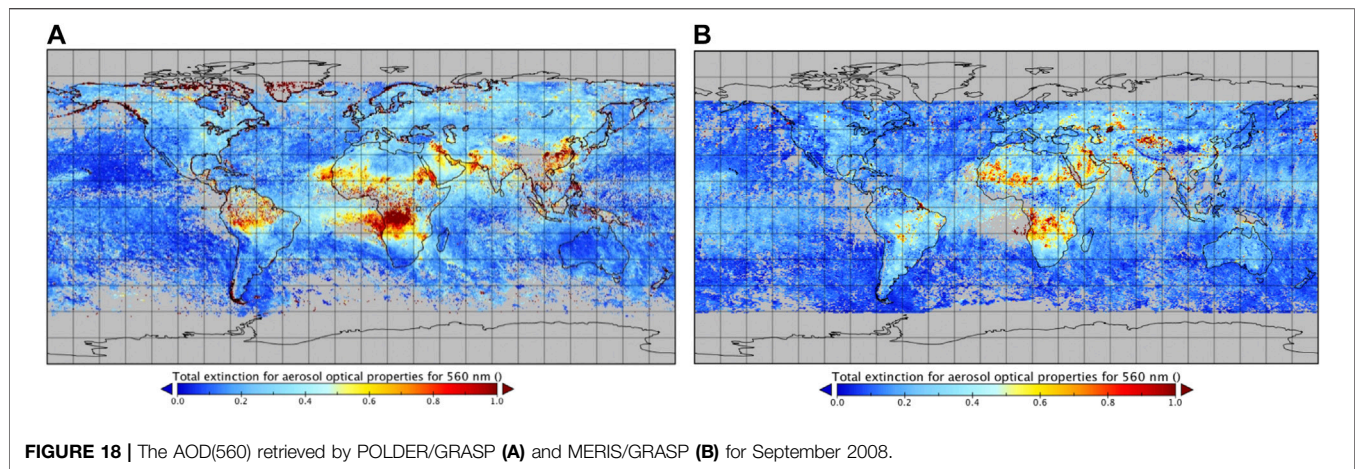 A
B
Total extinction for aerosol optical properties for 560 nm ()
0.0 0.2 0.4 0.6 0.8 1.0
Total extinction for aerosol optical properties for 560 nm ()
0.0 0.2 0.4 0.6 0.8 1.0
FIGURE 18 | The AOD(560) retrieved by POLDER/GRASP (A) and MERIS/GRASP (B) for September 2008.